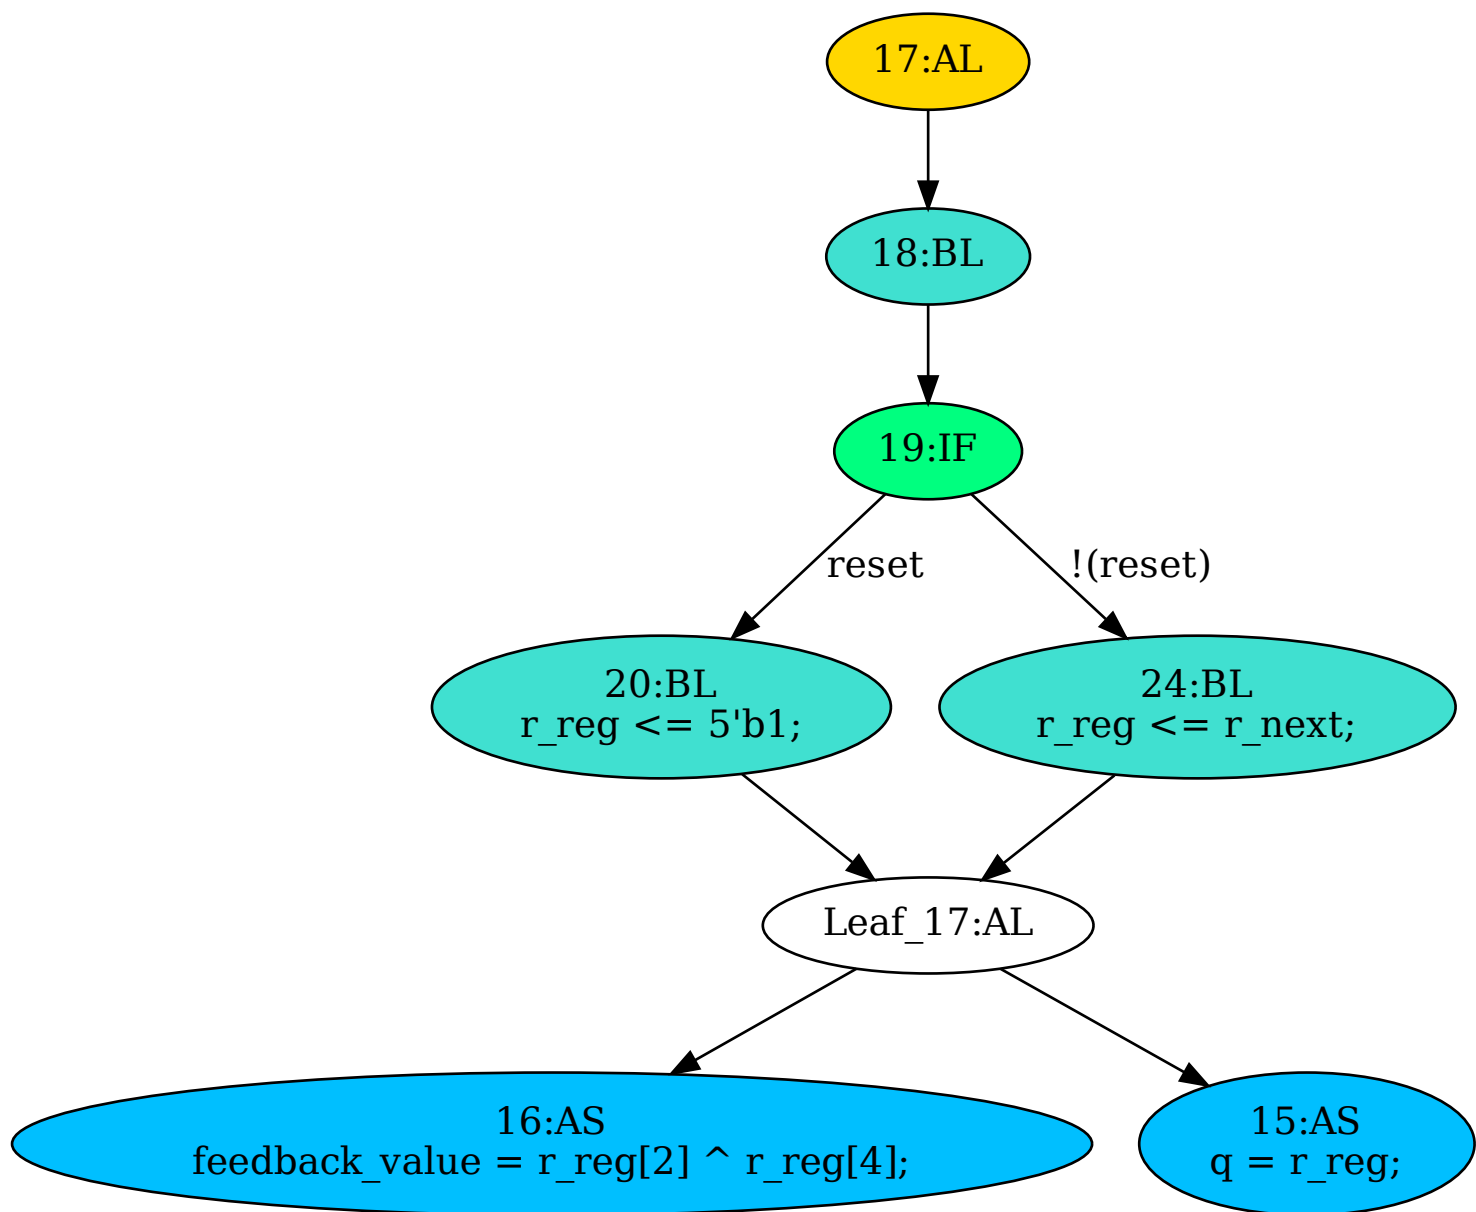 17:AL
18:BL
19:IF
reset
!(reset)
20:BL
r_reg <= 5'b1;
24:BL
r_reg <= r_next;
Leaf_17:AL
16:AS
feedback_value = r_reg[2] ^ r_reg[4];
15:AS
q = r_reg;